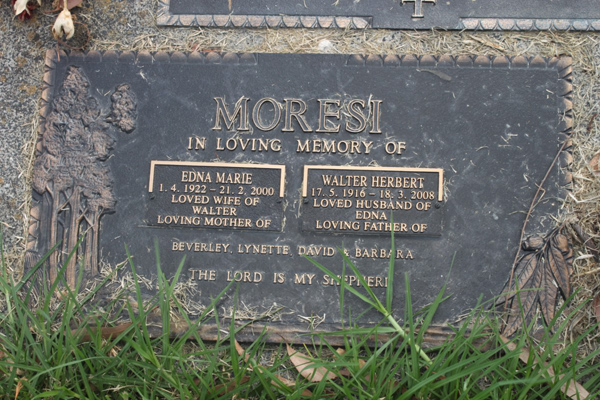 MORESI
IN LOVING MEMORY OF
EDNA MARIE
1. 4. 1922 - 21. 2. 2000
LOVED WIFE OF
WALTER
LOVING MOTHER OF
WALTER HERBERT
17. 5. 1916 - 18. 3. 2008
LOVED HUSBAND OF
EDNA
LOVING FATHER OF
BEVERLEY, LYNETTE, DAVID & BARBARA
THE LORD IS MY SHEPHERD